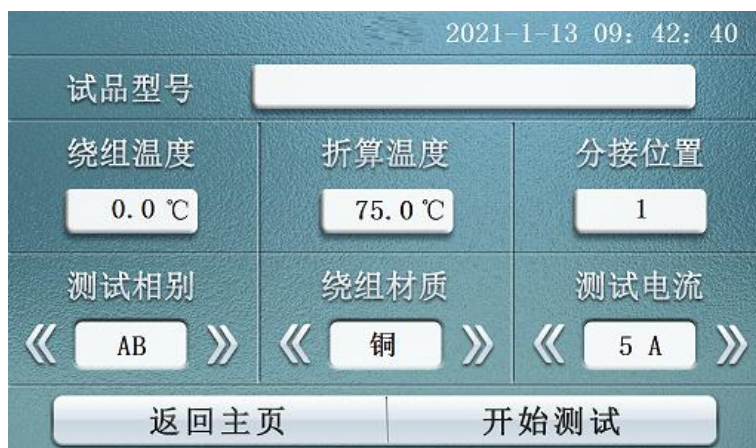 2021-1-13 09: 42: 40
试品型号
绕组温度 折算温度 分接位置
0.0 ℃ 75.0 ℃ 1
测试相别 绕组材质 测试电流
《 AB 》 《 铜 》 《 5 A 》
返回主页 开始测试